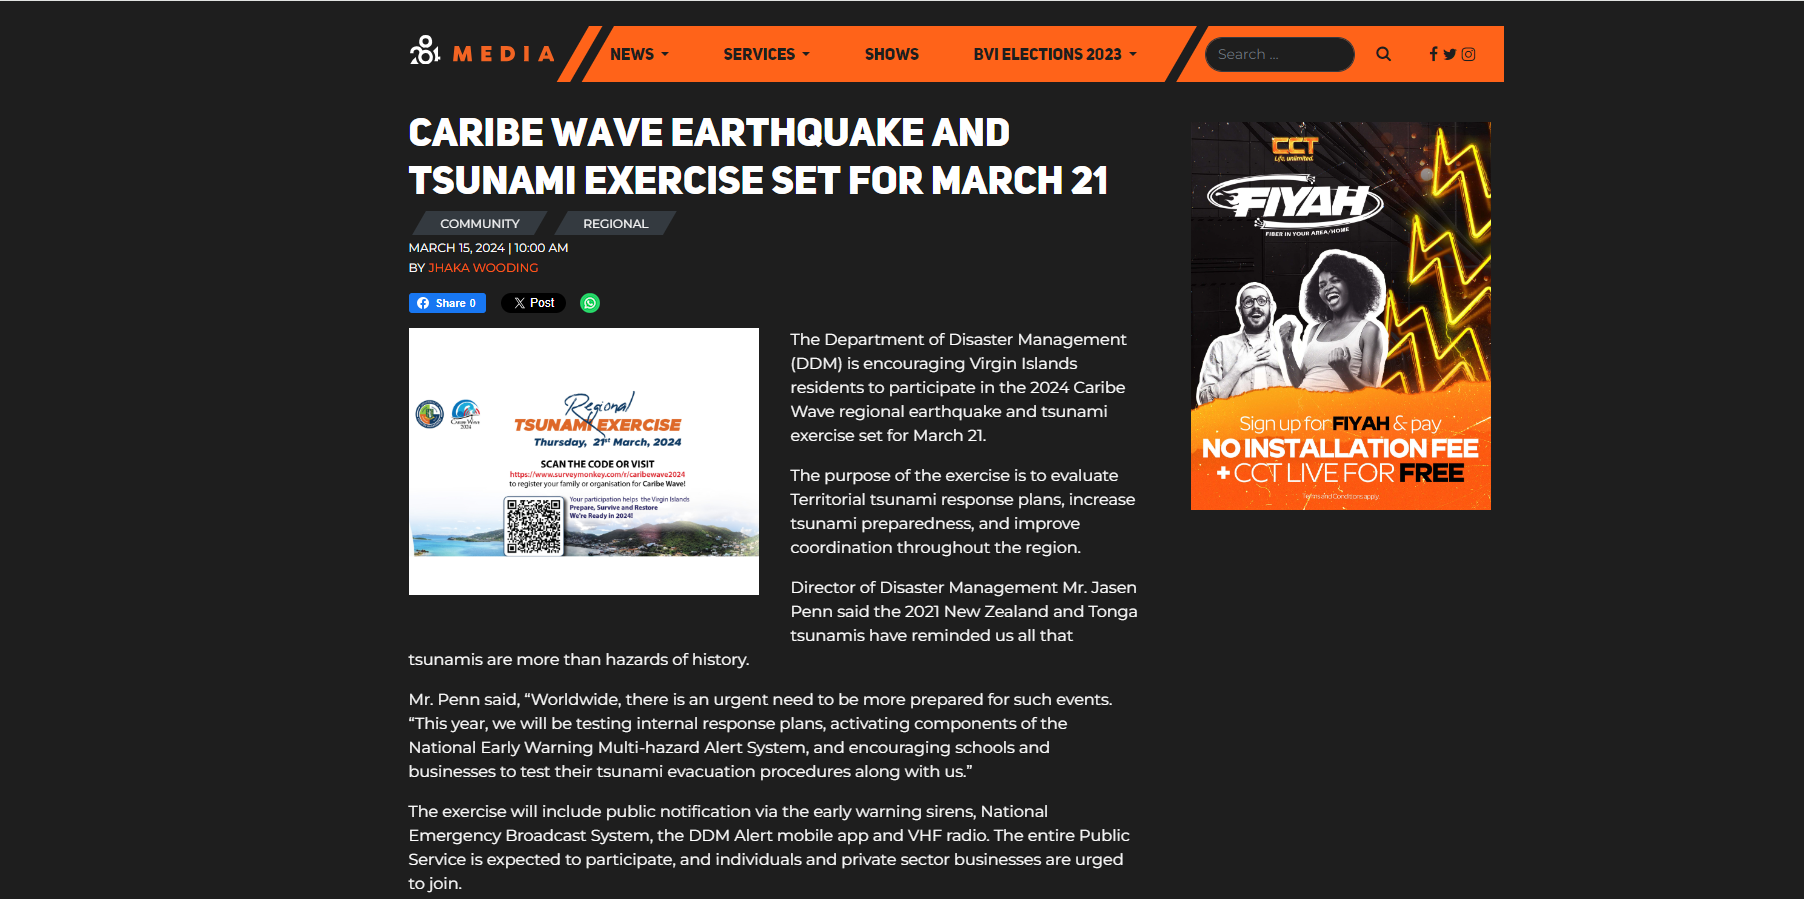 284 MEDIA
NEWS
SERVICES
SHOWS
BVI ELECTIONS 2023
Search ...
CARIBE WAVE EARTHQUAKE AND
TSUNAMI EXERCISE SET FOR MARCH 21
COMMUNITY
REGIONAL
MARCH 15, 2024 | 10:00 AM
BY JHAKA WOODING
Share 0
Post
CARIBE WAVE
2024
Regional
TSUNAMI EXERCISE
Thursday, 21st March, 2024
SCAN THE CODE OR VISIT
https://www.surveymonkey.com/r/caribewave2024
to register your family or organisation for Caribe Wave!
Your participation helps the Virgin Islands
Prepare, Survive and Restore
We're Ready in 2024!
The Department of Disaster Management
(DDM) is encouraging Virgin Islands
residents to participate in the 2024 Caribe
Wave regional earthquake and tsunami
exercise set for March 21.
The purpose of the exercise is to evaluate
Territorial tsunami response plans, increase
tsunami preparedness, and improve
coordination throughout the region.
Director of Disaster Management Mr. Jasen
Penn said the 2021 New Zealand and Tonga
tsunamis have reminded us all that
tsunamis are more than hazards of history.
Mr. Penn said, “Worldwide, there is an urgent need to be more prepared for such events.
“This year, we will be testing internal response plans, activating components of the
National Early Warning Multi-hazard Alert System, and encouraging schools and
businesses to test their tsunami evacuation procedures along with us.”
The exercise will include public notification via the early warning sirens, National
Emergency Broadcast System, the DDM Alert mobile app and VHF radio. The entire Public
Service is expected to participate, and individuals and private sector businesses are urged
to join.
CCT
Life, unlimited.
FIYAH
FIBER IN YOUR AREA/HOME
Sign up for FIYAH & pay
NO INSTALLATION FEE
+ CCT LIVE FOR FREE
Terms and Conditions apply.